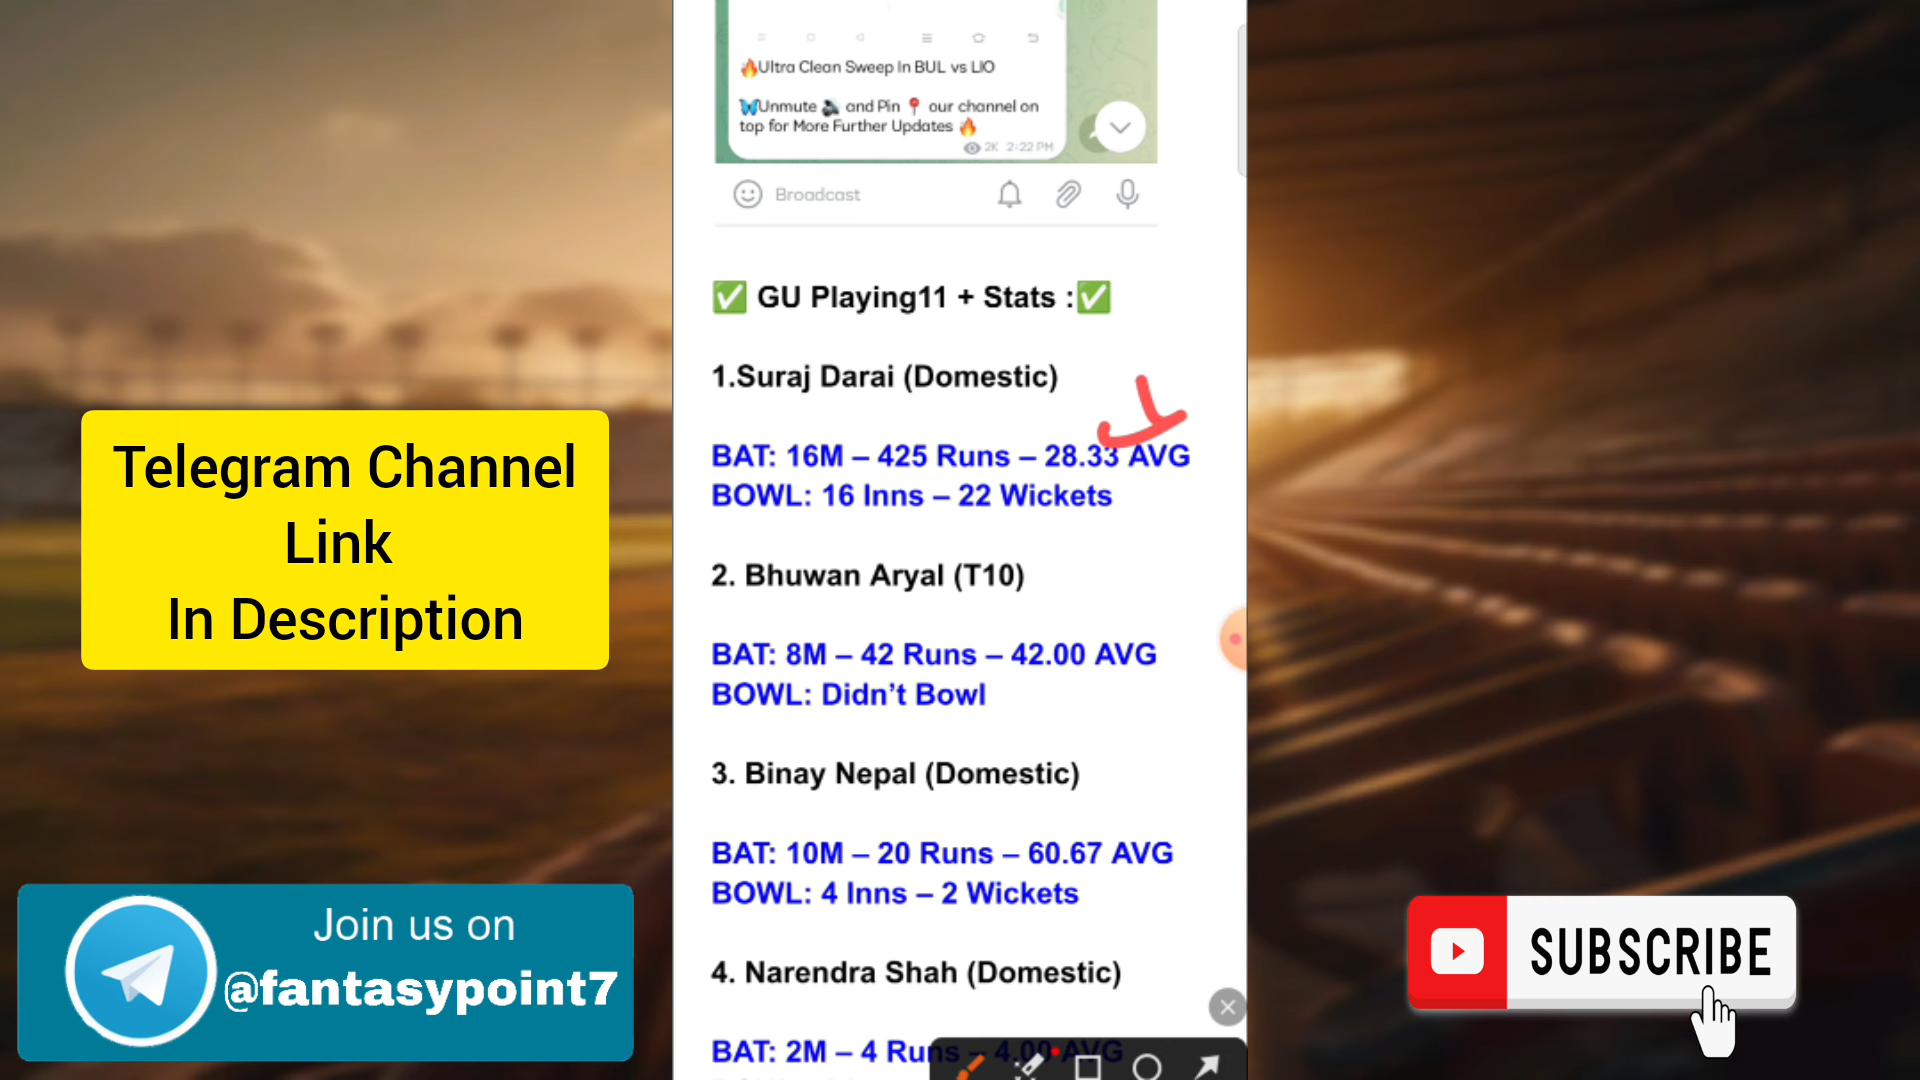 🔥Ultra Clean Sweep In BUL vs LIO
🦋Unmute 🔈 and Pin 📍 our channel on
top for More Further Updates 🔥
2K 2:22 PM
Broadcast
✅ GU Playing11 + Stats :✅
1.Suraj Darai (Domestic)
BAT: 16M – 425 Runs – 28.33 AVG
BOWL: 16 Inns – 22 Wickets
2. Bhuwan Aryal (T10)
BAT: 8M – 42 Runs – 42.00 AVG
BOWL: Didn't Bowl
3. Binay Nepal (Domestic)
BAT: 10M – 20 Runs – 60.67 AVG
BOWL: 4 Inns – 2 Wickets
4. Narendra Shah (Domestic)
BAT: 2M – 4 Runs – 4.00 AVG
Telegram Channel
Link
In Description
Join us on
@fantasypoint7
SUBSCRIBE